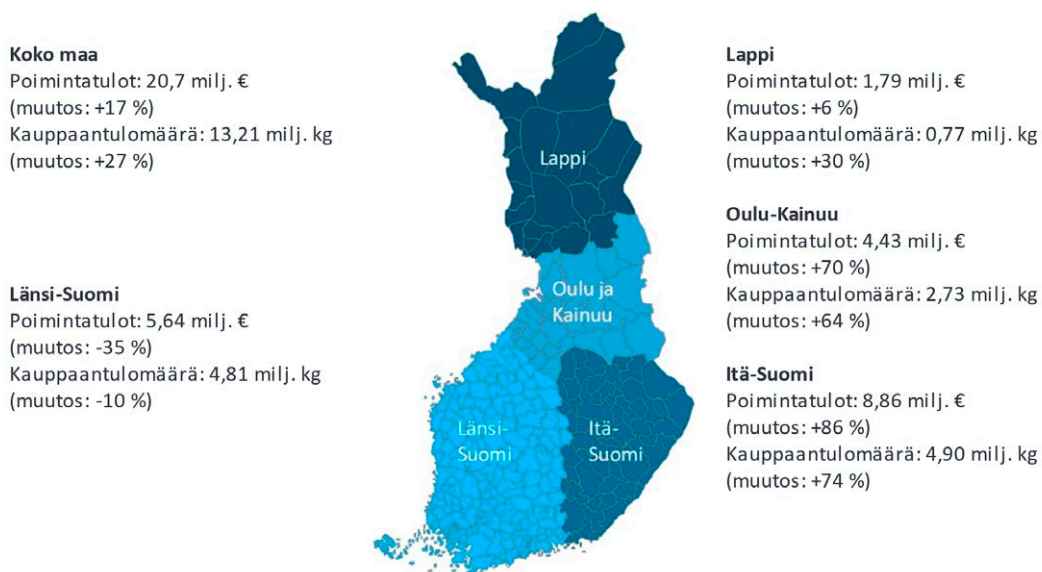 Koko maa
Poimintatulot: 20,7 milj. €
(muutos: +17 %)
Kauppaantulomäärä: 13,21 milj. kg
(muutos: +27 %)
Länsi-Suomi
Poimintatulot: 5,64 milj. €
(muutos: -35 %)
Kauppaantulomäärä: 4,81 milj. kg
(muutos: -10 %)
Lappi
Oulu ja
Kainuu
Länsi-
Suomi
Itä-
Suomi
Lappi
Poimintatulot: 1,79 milj. €
(muutos: +6 %)
Kauppaantulomäärä: 0,77 milj. kg
(muutos: +30 %)
Oulu-Kainuu
Poimintatulot: 4,43 milj. €
(muutos: +70 %)
Kauppaantulomäärä: 2,73 milj. kg
(muutos: +64 %)
Itä-Suomi
Poimintatulot: 8,86 milj. €
(muutos: +86 %)
Kauppaantulomäärä: 4,90 milj. kg
(muutos: +74 %)